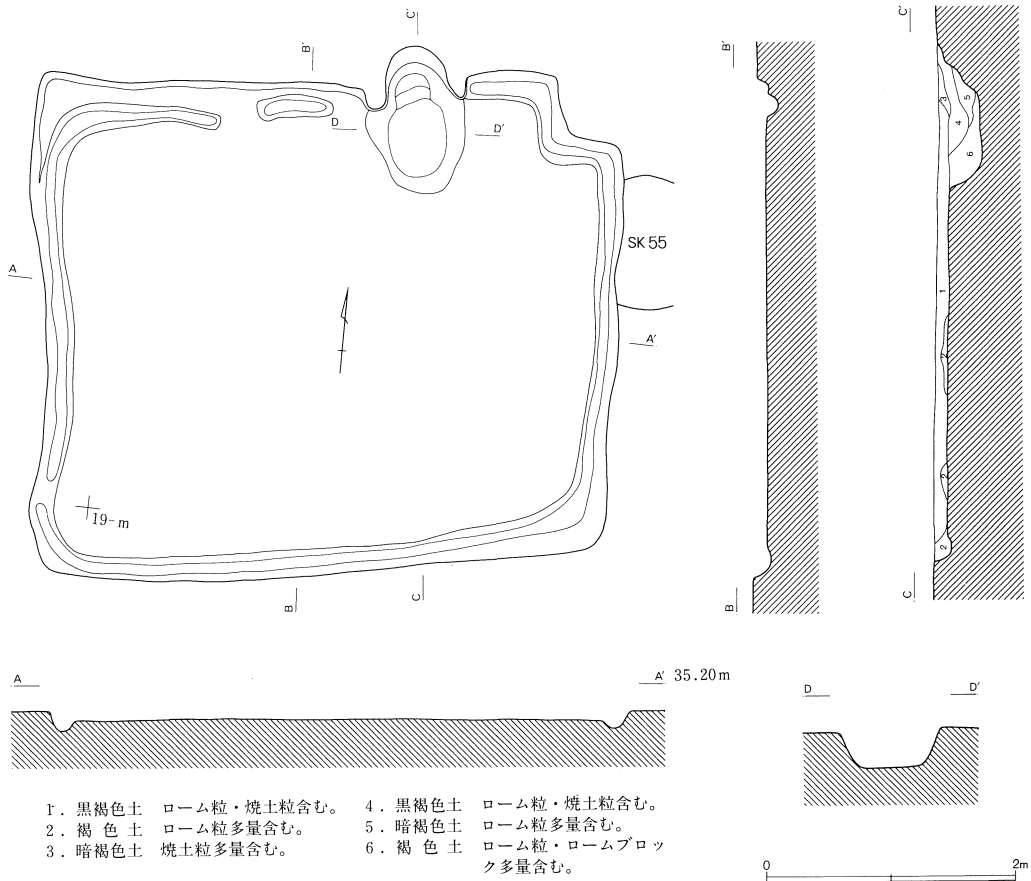 C′
B′
D
D′
SK 55
A
A′
19-m
B
C
B′
B
C′
3
5
4
6
1
2
2
2
C
A
A′ 35.20m
D
D′
1. 黒褐色土 ローム粒・焼土粒含む。
2. 褐色土 ローム粒多量含む。
3. 暗褐色土 焼土粒多量含む。
4. 黒褐色土 ローム粒・焼土粒含む。
5. 暗褐色土 ローム粒多量含む。
6. 褐色土 ローム粒・ロームブロッ
ク多量含む。
0
2m